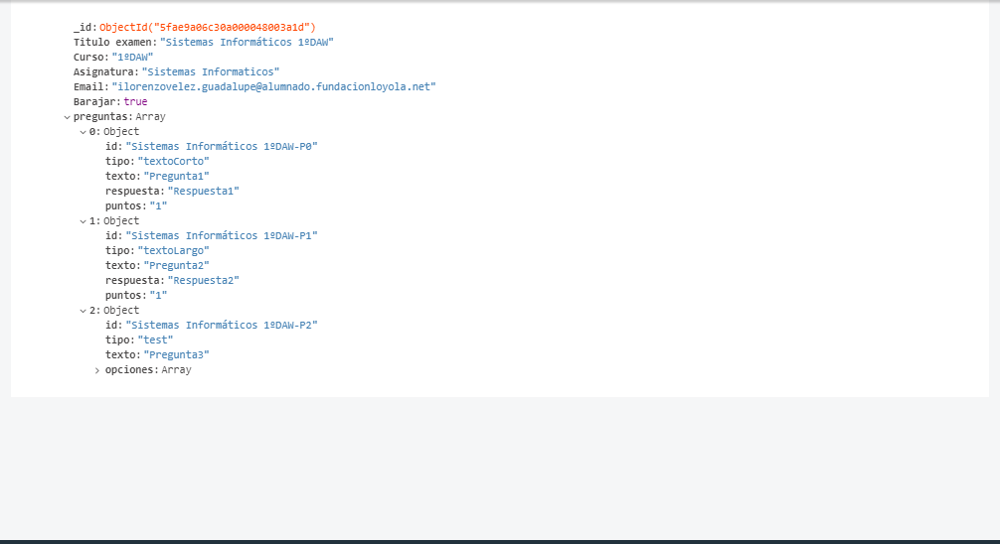 _id: ObjectId("5fae9a06c30a000048003a1d")
Titulo examen: "Sistemas Informáticos 1ºDAW"
Curso: "1ºDAW"
Asignatura: "Sistemas Informaticos"
Email: "ilorenzovelez.guadalupe@alumnado.fundacionloyola.net"
Barajar: true
preguntas: Array
0: Object
id: "Sistemas Informáticos 1ºDAW-P0"
tipo: "textoCorto"
texto: "Pregunta1"
respuesta: "Respuesta1"
puntos: "1"
1: Object
id: "Sistemas Informáticos 1ºDAW-P1"
tipo: "textoLargo"
texto: "Pregunta2"
respuesta: "Respuesta2"
puntos: "1"
2: Object
id: "Sistemas Informáticos 1ºDAW-P2"
tipo: "test"
texto: "Pregunta3"
opciones: Array